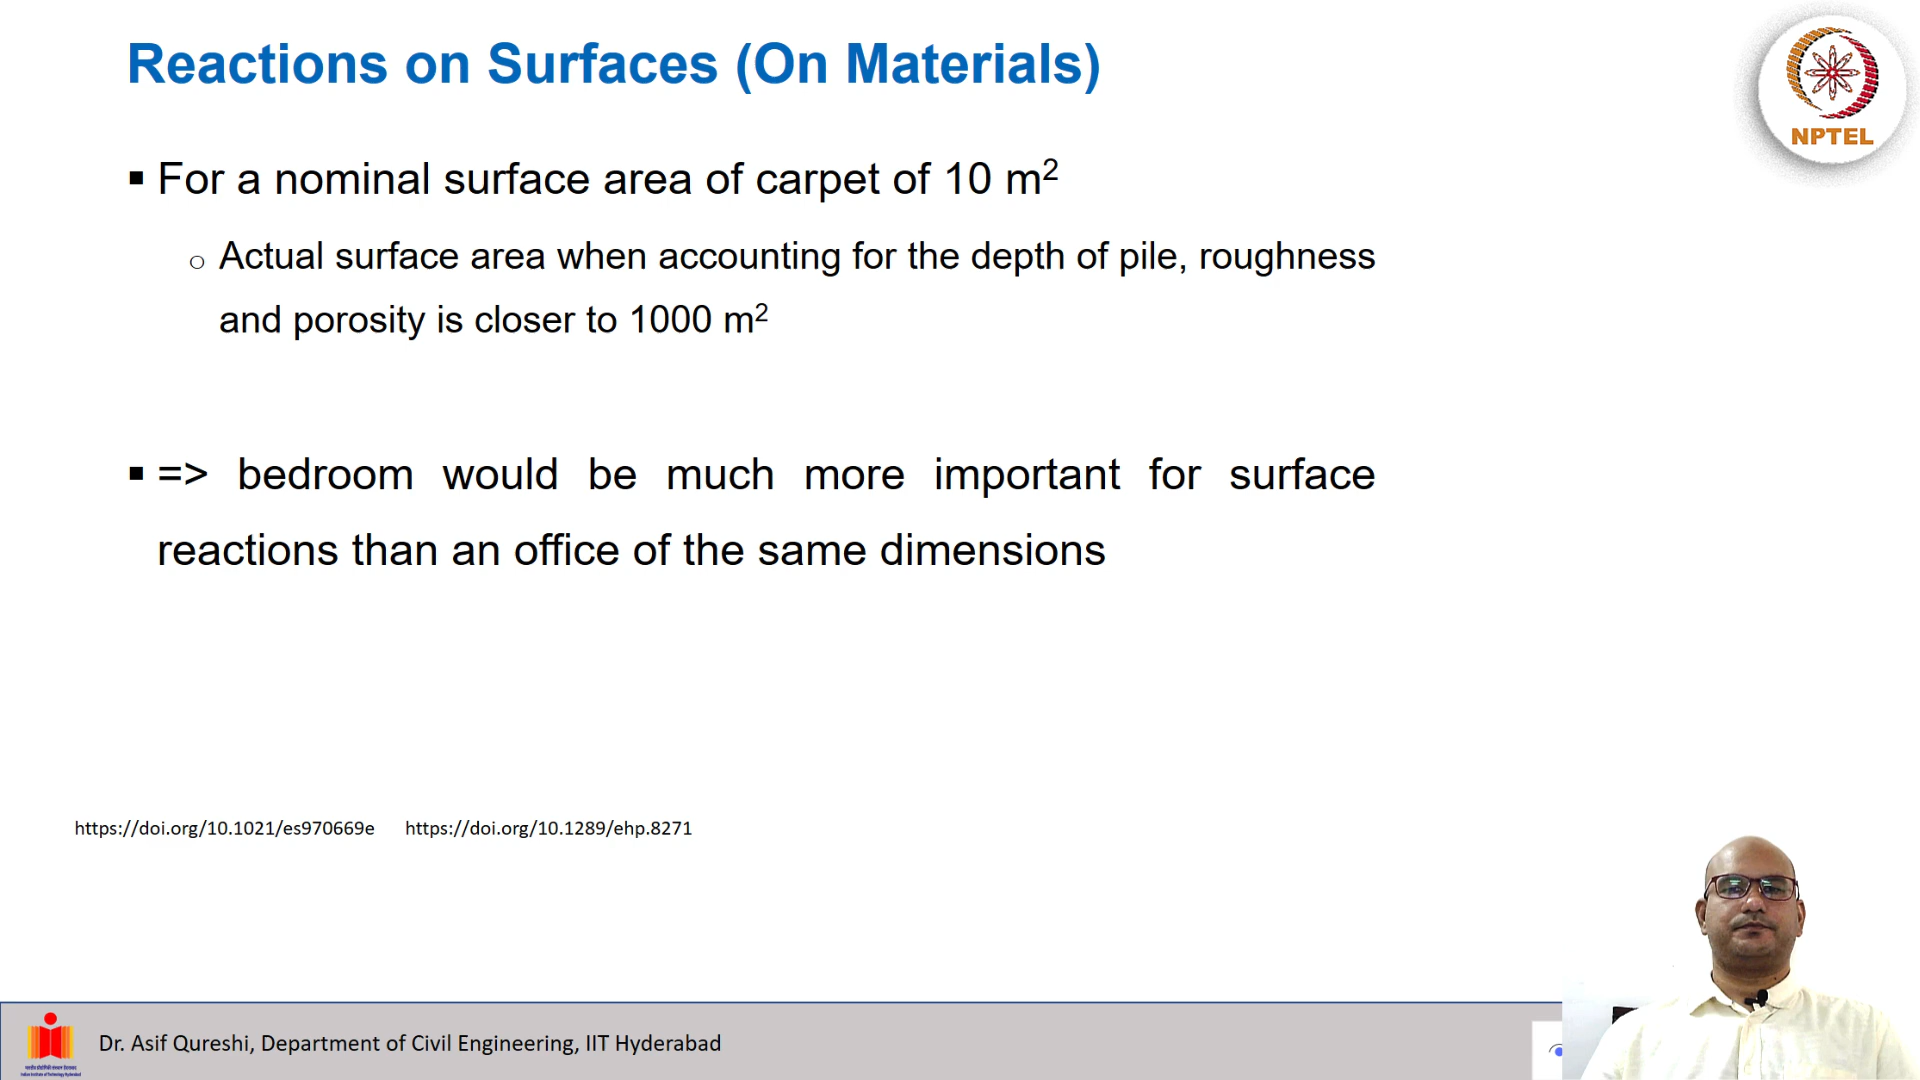 Reactions on Surfaces (On Materials)
NPTEL
▪ For a nominal surface area of carpet of 10 m²
○ Actual surface area when accounting for the depth of pile, roughness
and porosity is closer to 1000 m²
▪ => bedroom would be much more important for surface
reactions than an office of the same dimensions
https://doi.org/10.1021/es970669e https://doi.org/10.1289/ehp.8271
Dr. Asif Qureshi, Department of Civil Engineering, IIT Hyderabad